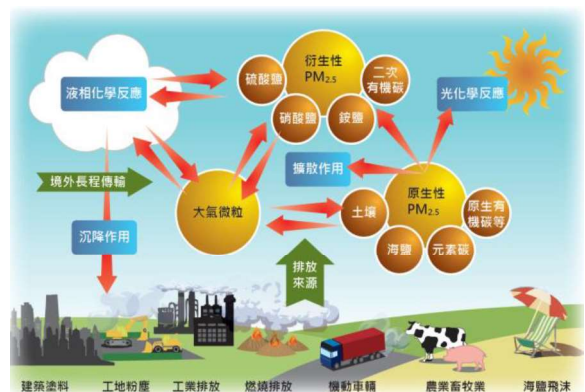 衍生性
PM2.5
硫酸鹽
二次
有機碳
硝酸鹽
銨鹽
液相化學反應
光化學反應
境外長程傳輸
擴散作用
大氣微粒
原生性
PM2.5
土壤
原生有
機碳等
海鹽
元素碳
沉降作用
排放
來源
建築塗料
工地粉塵
工業排放
燃燒排放
機動車輛
農業畜牧業
海鹽飛沫